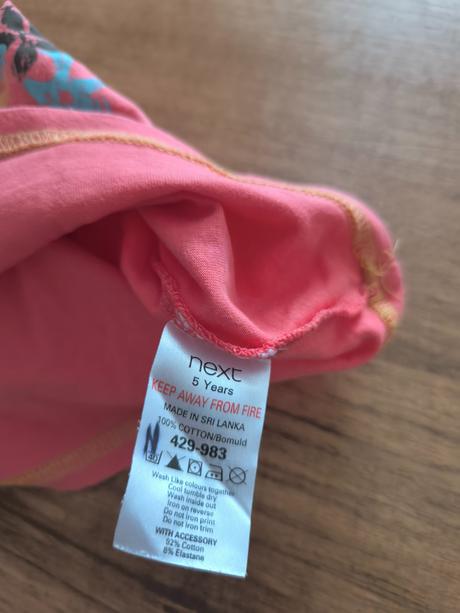 next
5 Years
KEEP AWAY FROM FIRE
MADE IN SRI LANKA
100% COTTON/Bomuld
N 429-983
40
Wash Like colours together
Cool tumble dry
Wash inside out
Iron on reverse
Do not iron print
Do not iron trim
WITH ACCESSORY
92% Cotton
8% Elastane